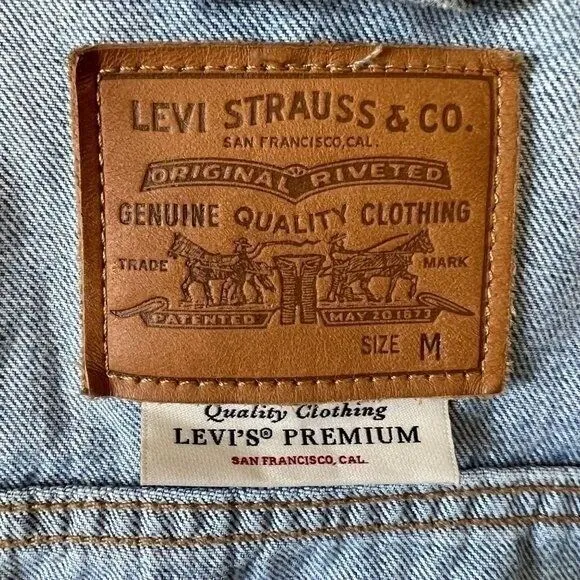 LEVI STRAUSS & CO.
SAN FRANCISCO, CAL.
ORIGINAL RIVETED
GENUINE QUALITY CLOTHING
TRADE MARK
PATENTED MAY 20 1873
SIZE M
Quality Clothing
LEVI'S® PREMIUM
SAN FRANCISCO, CAL.